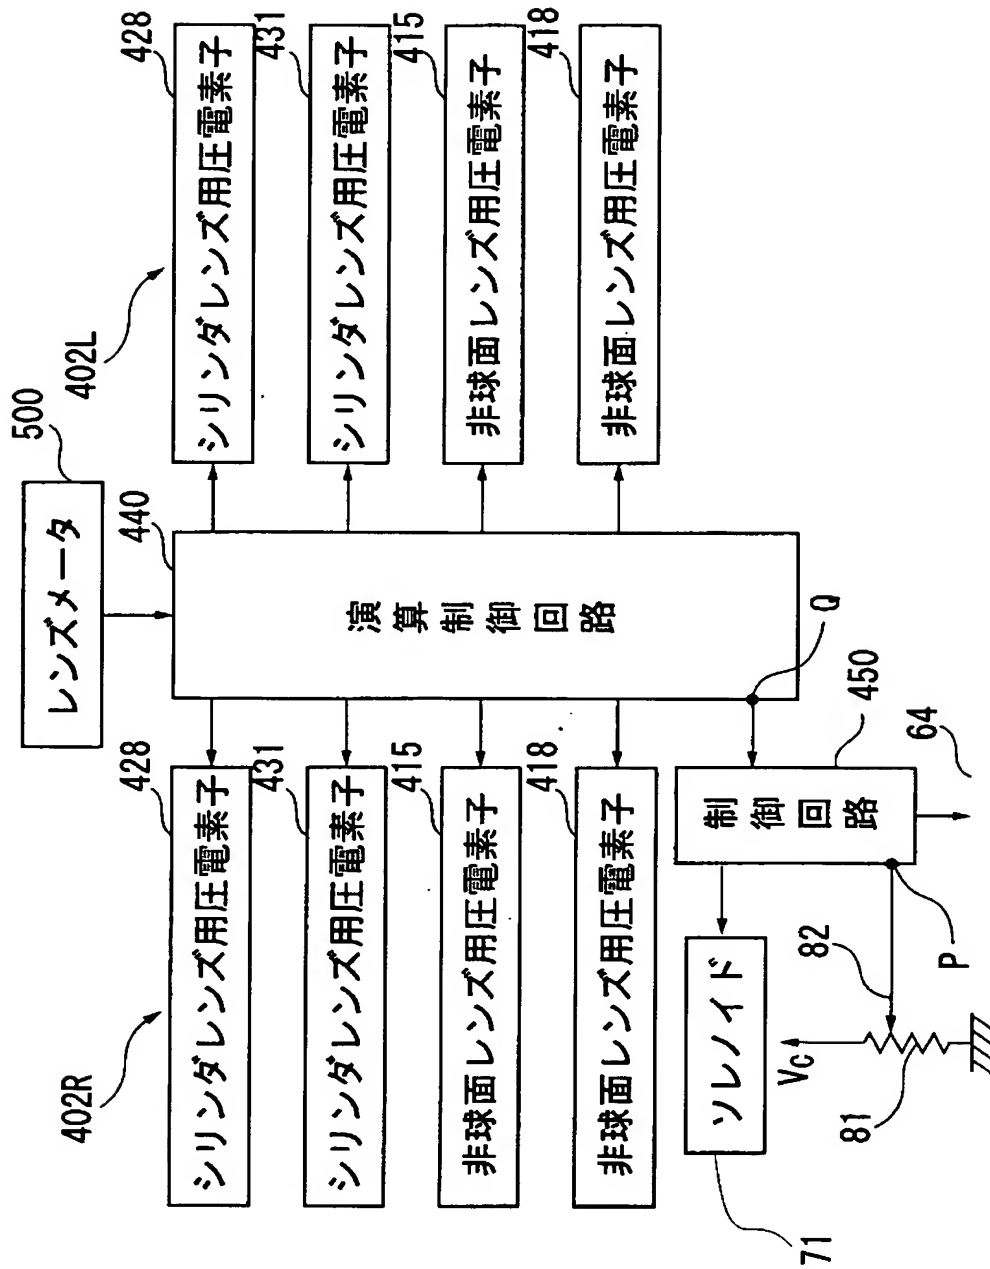 レンズメータ
500
402R
402L
428
シリンダレンズ用圧電素子
431
シリンダレンズ用圧電素子
415
非球面レンズ用圧電素子
418
非球面レンズ用圧電素子
440
演算制御回路
428
シリンダレンズ用圧電素子
431
シリンダレンズ用圧電素子
415
非球面レンズ用圧電素子
418
非球面レンズ用圧電素子
Q
制御回路
450
64
ソレノイド
71
VC
82
81
P